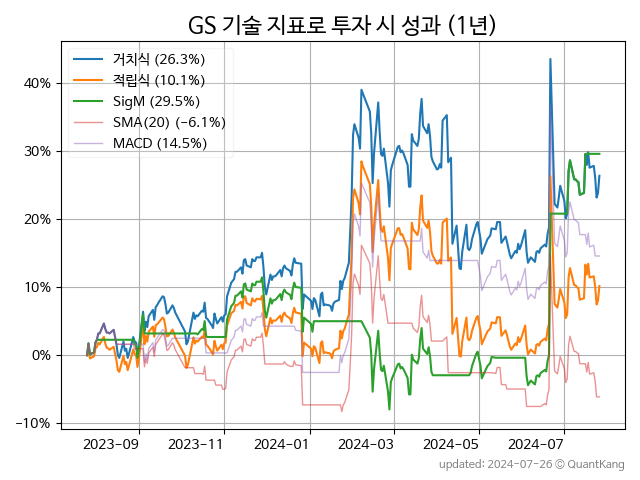 GS 기술 지표로 투자 시 성과 (1년)
거치식 (26.3%)
적립식 (10.1%)
SigM (29.5%)
SMA(20) (−6.1%)
MACD (14.5%)
40%
30%
20%
10%
0%
−10%
2023-09 2023-11 2024-01 2024-03 2024-05 2024-07
updated: 2024-07-26 © QuantKang